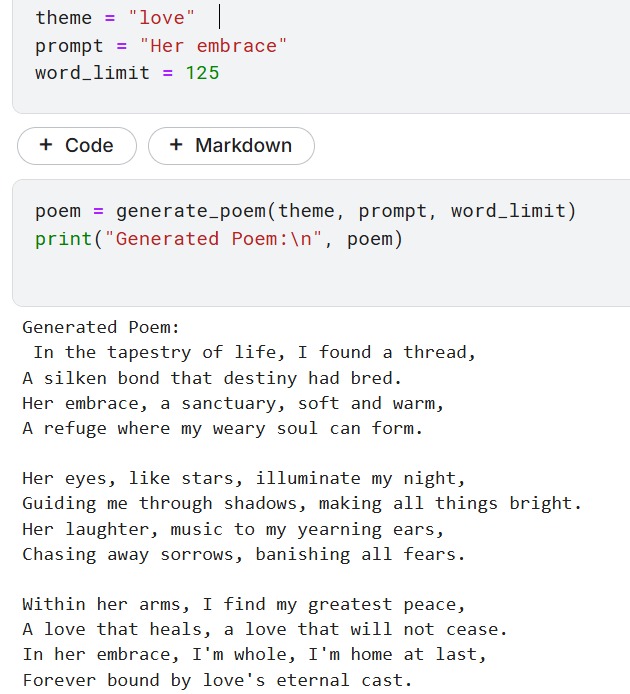 theme = "love"
prompt = "Her embrace"
word_limit = 125
+ Code + Markdown
poem = generate_poem(theme, prompt, word_limit)
print("Generated Poem:\n", poem)
Generated Poem:
 In the tapestry of life, I found a thread,
A silken bond that destiny had bred.
Her embrace, a sanctuary, soft and warm,
A refuge where my weary soul can form.

Her eyes, like stars, illuminate my night,
Guiding me through shadows, making all things bright.
Her laughter, music to my yearning ears,
Chasing away sorrows, banishing all fears.

Within her arms, I find my greatest peace,
A love that heals, a love that will not cease.
In her embrace, I'm whole, I'm home at last,
Forever bound by love's eternal cast.